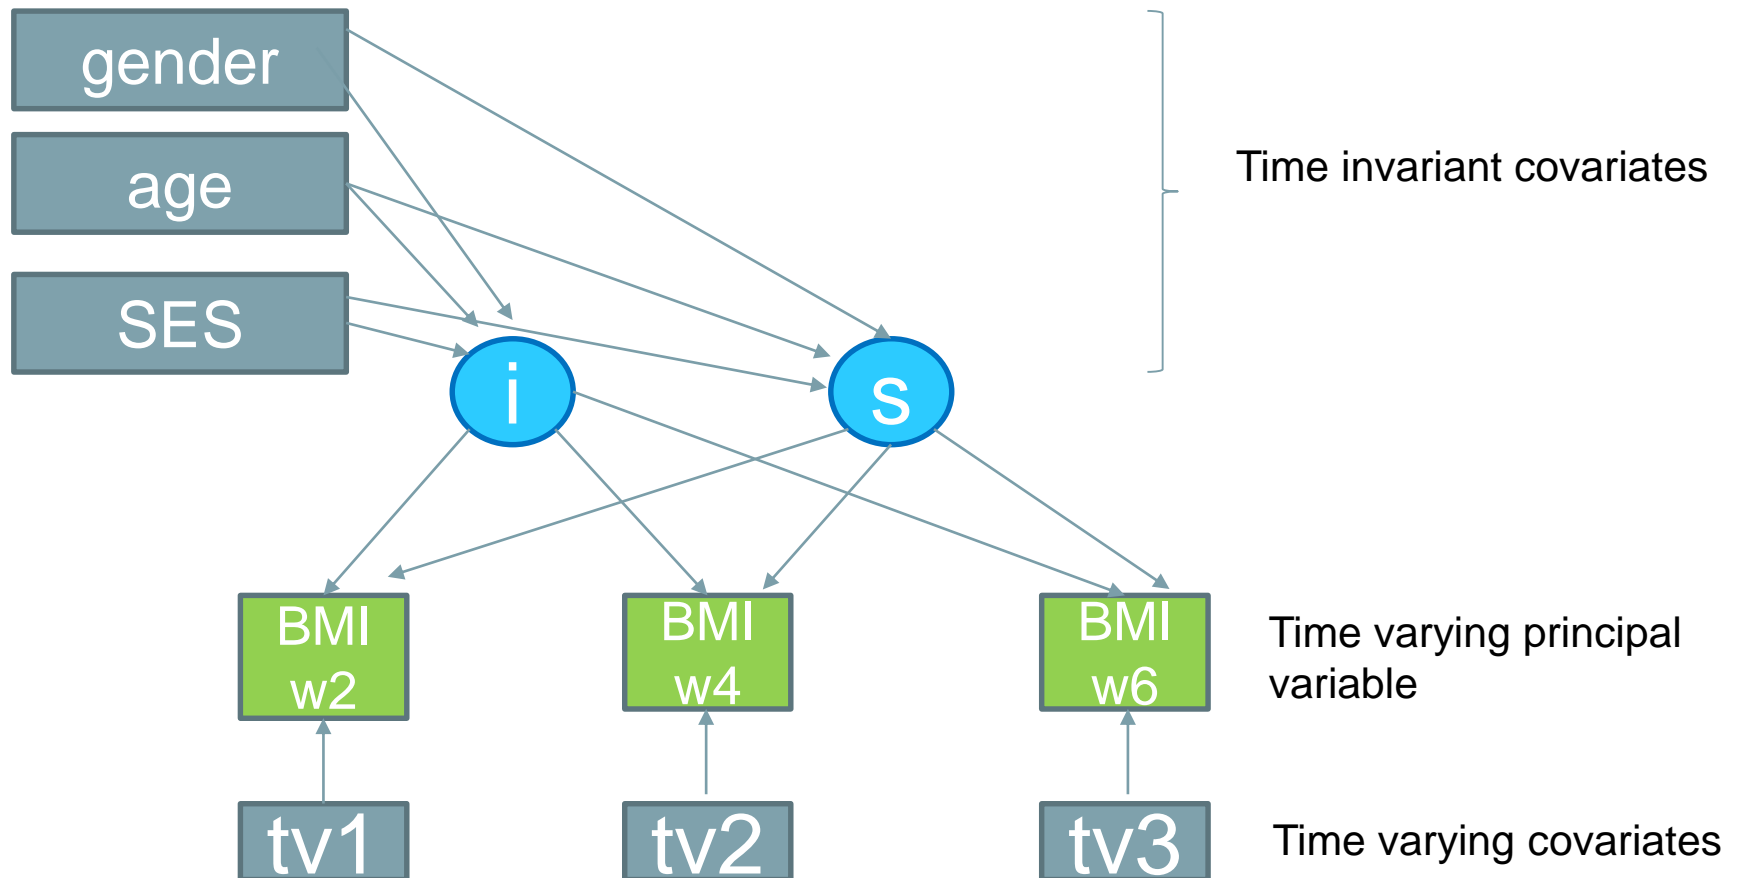 gender
age
SES
Time invariant covariates
i
s
BMI
w2
BMI
w4
BMI
w6
Time varying principal
variable
tv1
tv2
tv3
Time varying covariates